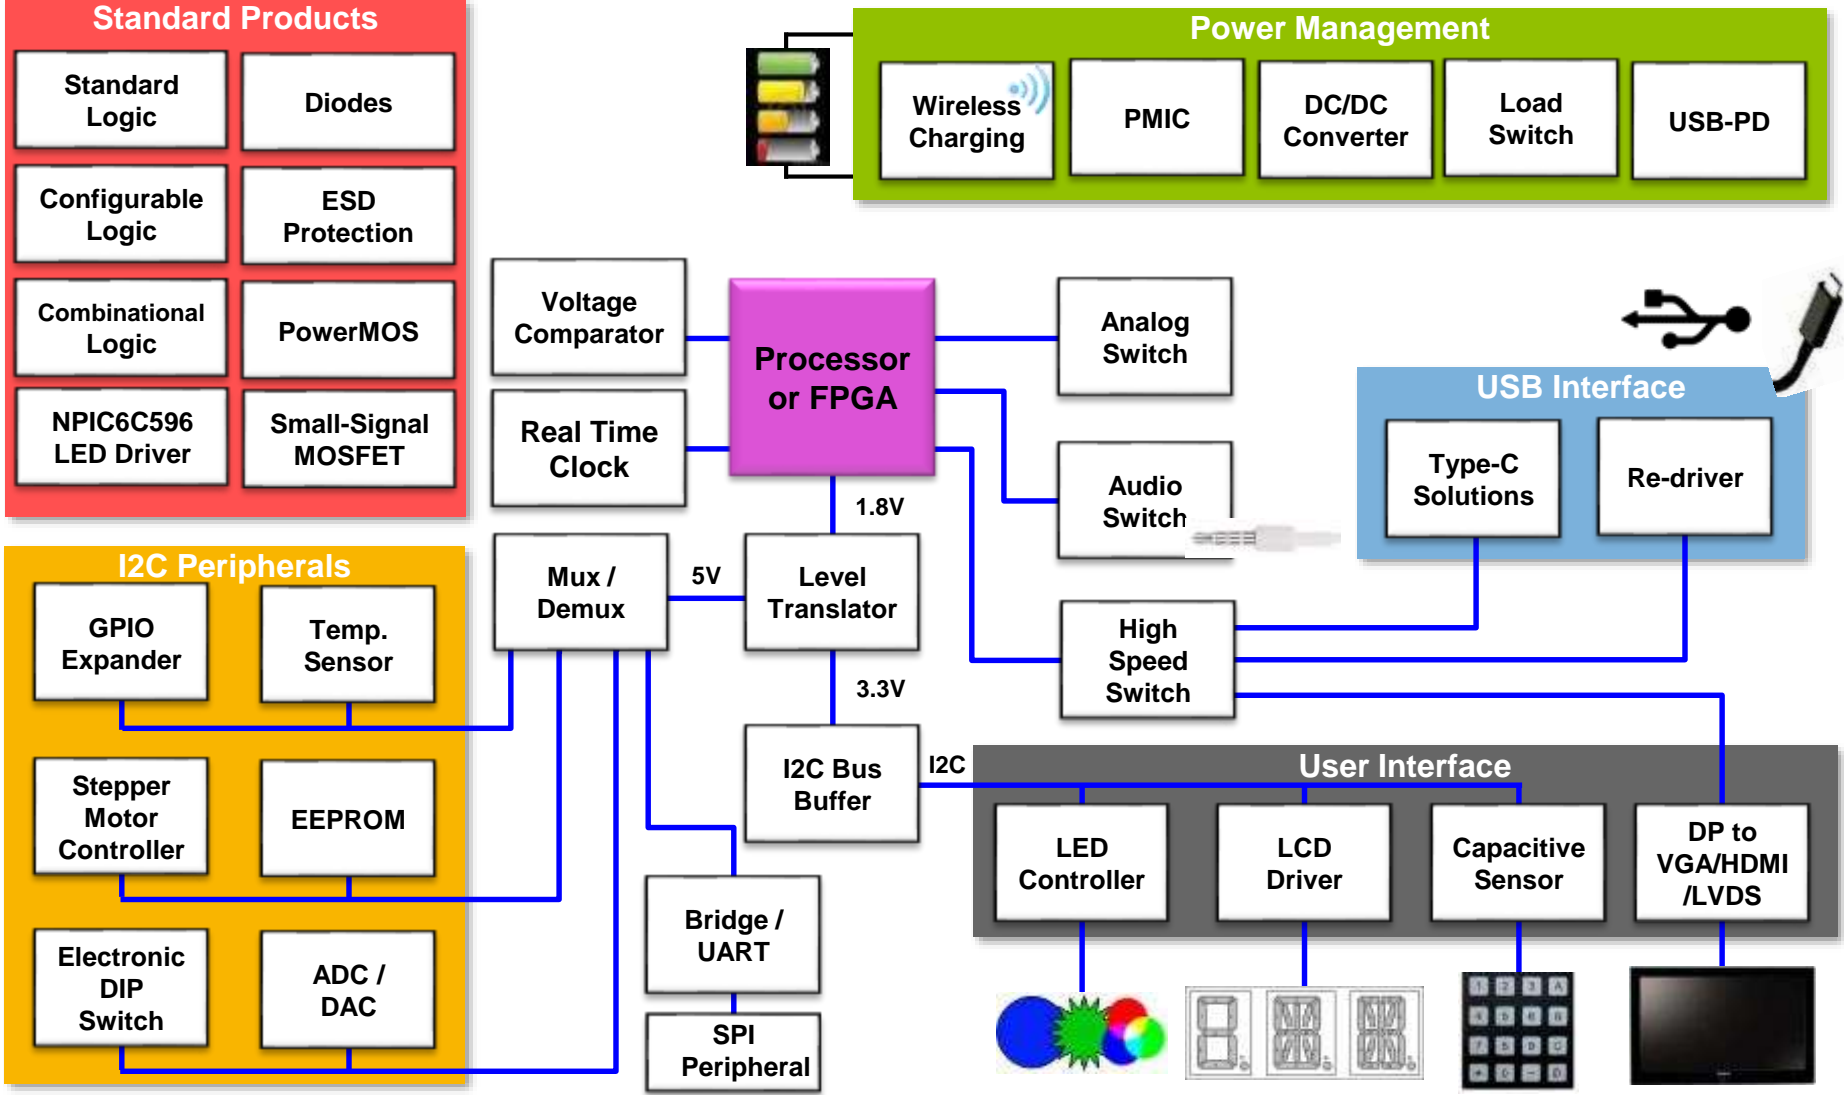 Standard Products
Standard
Logic
Diodes
Configurable
Logic
ESD
Protection
Combinational
Logic
PowerMOS
NPIC6C596
LED Driver
Small-Signal
MOSFET
Power Management
Wireless
Charging
PMIC
DC/DC
Converter
Load
Switch
USB-PD
Voltage
Comparator
Processor
or FPGA
Analog
Switch
Real Time
Clock
Audio
Switch
USB Interface
Type-C
Solutions
Re-driver
1.8V
I2C Peripherals
GPIO
Expander
Temp.
Sensor
Stepper
Motor
Controller
EEPROM
Electronic
DIP
Switch
ADC /
DAC
Mux /
Demux
5V
Level
Translator
3.3V
High
Speed
Switch
I2C Bus
Buffer
I2C
User Interface
LED
Controller
LCD
Driver
Capacitive
Sensor
DP to
VGA/HDMI
/LVDS
Bridge /
UART
SPI
Peripheral
1 2 3 A